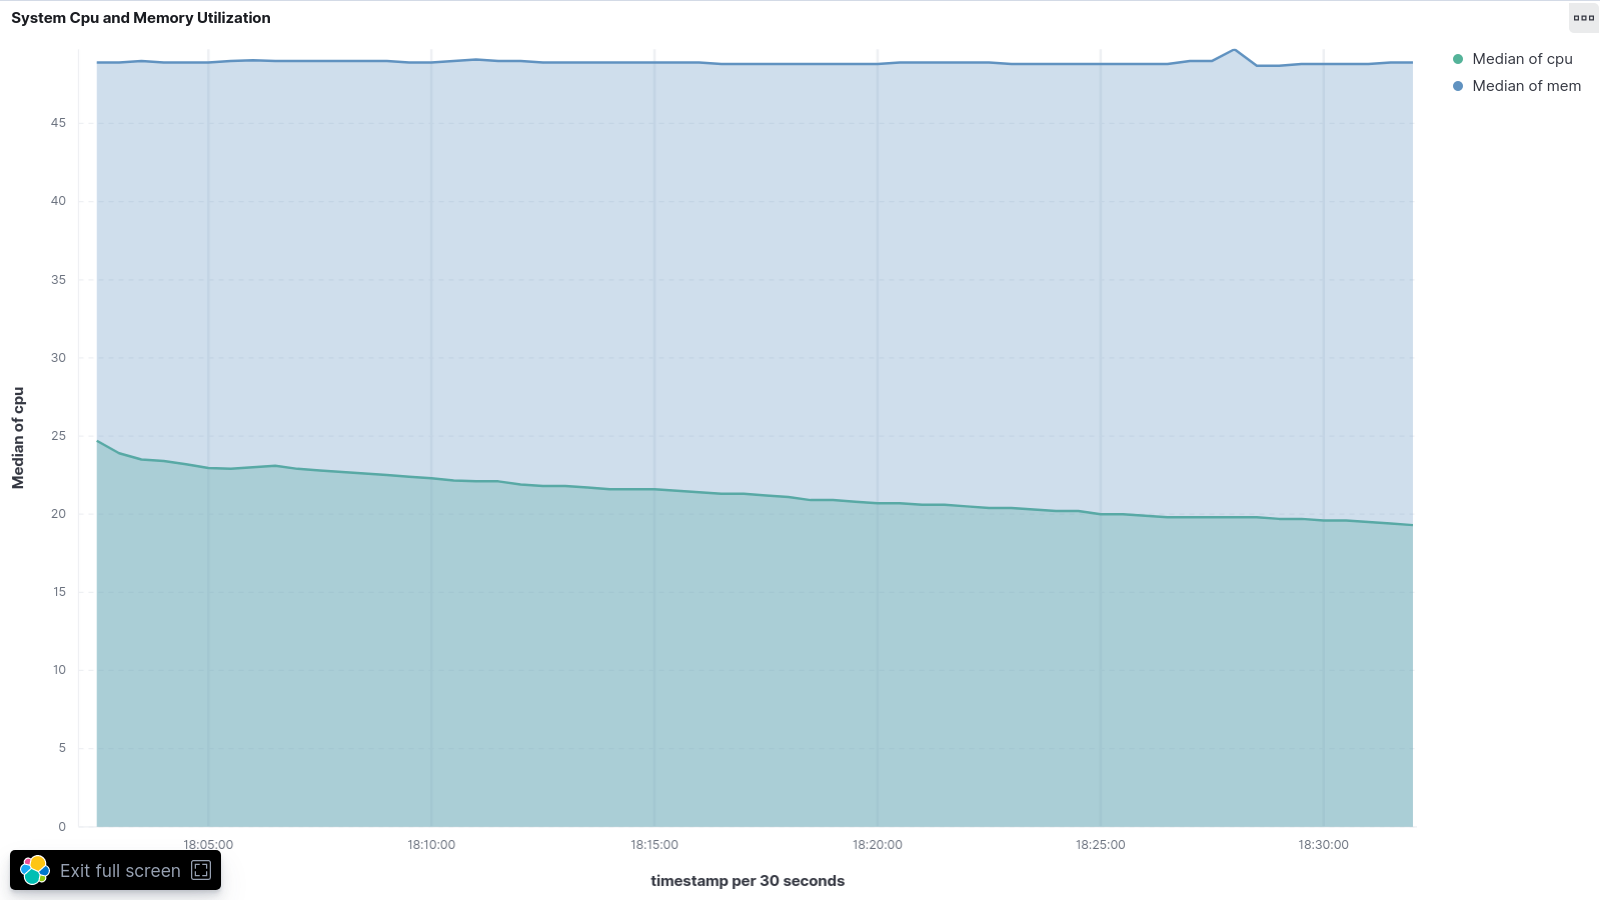 System Cpu and Memory Utilization
Median of cpu
Median of mem
45
40
35
30
25
20
15
10
5
0
Median of cpu
18:05:00
18:10:00
18:15:00
18:20:00
18:25:00
18:30:00
timestamp per 30 seconds
Exit full screen